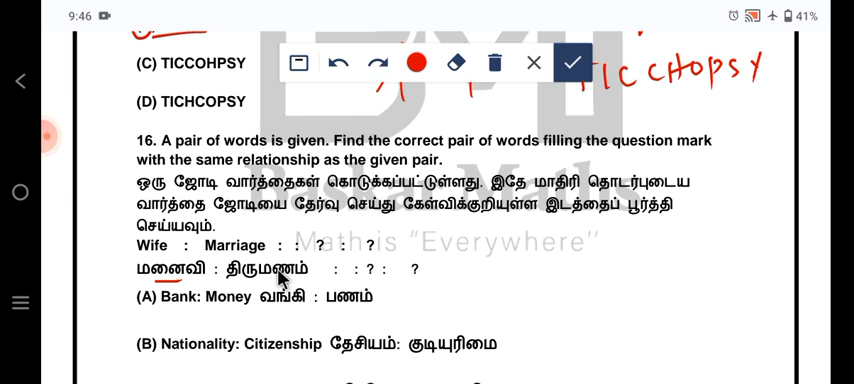 9:46
41%
(C) TICCOHPSY
TICCHOPSY
(D) TICHCOPSY
16. A pair of words is given. Find the correct pair of words filling the question mark
with the same relationship as the given pair.
ஒரு ஜோடி வார்த்தைகள் கொடுக்கப்பட்டுள்ளது. இதே மாதிரி தொடர்புடைய
வார்த்தை ஜோடியை தேர்வு செய்து கேள்விக்குறியுள்ள இடத்தைப் பூர்த்தி
செய்யவும்.
Math is "Everywhere"
Wife : Marriage : : ? : ?
மனைவி : திருமணம் : : ? : ?
(A) Bank: Money வங்கி : பணம்
(B) Nationality: Citizenship தேசியம்: குடியுரிமை